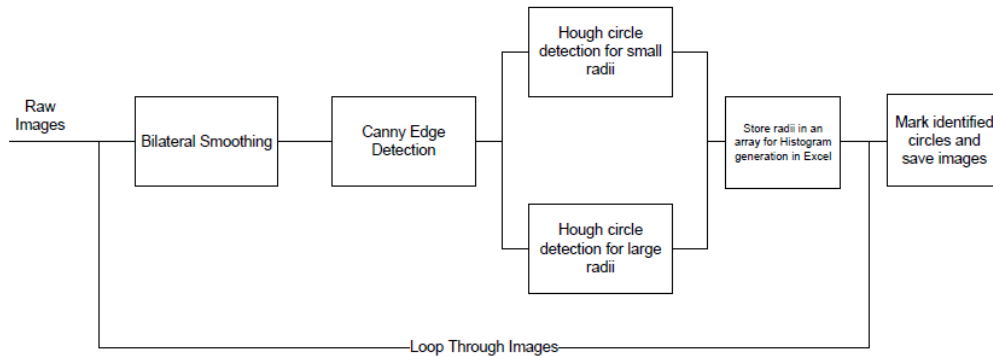 Raw
Images
Bilateral Smoothing
Canny Edge
Detection
Hough circle
detection for small
radii
Hough circle
detection for large
radii
Store radii in an
array for Histogram
generation in Excel
Mark identified
circles and
save images
Loop Through Images